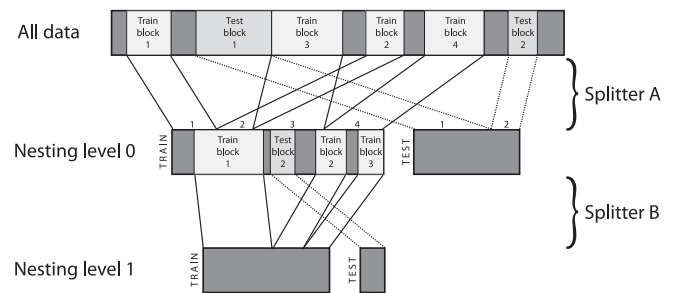 All data
Train block 1
Test block 1
Train block 3
Train block 2
Train block 4
Test block 2
Splitter A
1 2 3 4 1 2
Nesting level 0
TRAIN
Train block 1
Test block 2
Train block 2
Train block 3
TEST
Splitter B
Nesting level 1
TRAIN
TEST